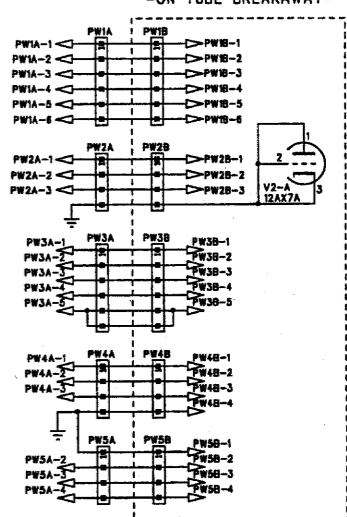 -ON TUBE BREAKAWAY-
PW1A PW1B
PW1A-1 PW1B-1
PW1A-2 PW1B-2
PW1A-3 PW1B-3
PW1A-4 PW1B-4
PW1A-5 PW1B-5
PW1A-6 PW1B-6
1
2
3
V2-A
12AX7A
PW2A PW2B
PW2A-1 PW2B-1
PW2A-2 PW2B-2
PW2A-3 PW2B-3
PW3A PW3B
PW3A-1 PW3B-1
PW3A-2 PW3B-2
PW3A-3 PW3B-3
PW3A-4 PW3B-4
PW3A-5 PW3B-5
PW4A PW4B
PW4A-1 PW4B-1
PW4A-2 PW4B-2
PW4A-3 PW4B-3
PW4B-4
PW5A PW5B
PW5B-1
PW5A-2 PW5B-2
PW5A-3 PW5B-3
PW5A-4 PW5B-4